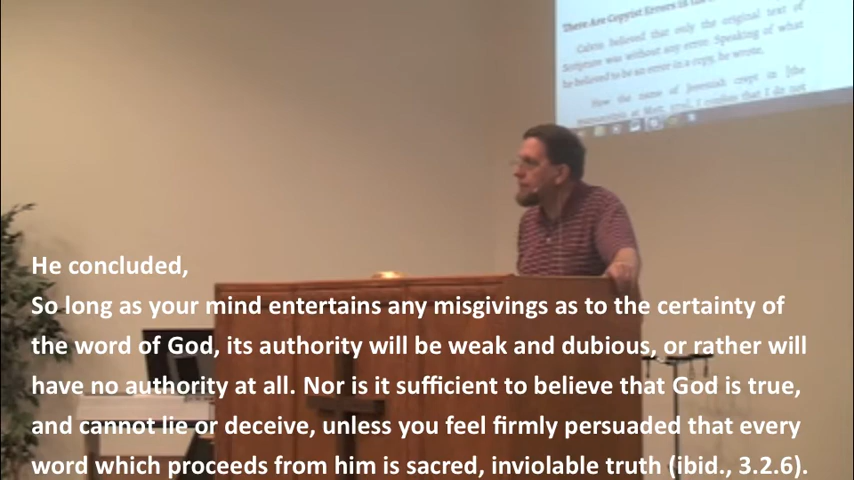 There Are Copyist Errors in the
Calvin believed that only the original text of
Scripture was without any error. Speaking of what
he believed to be an error in a copy, he wrote,
How the name of Jeremiah crept in [the
manuscript at Matt. I confess that I do not
He concluded,
So long as your mind entertains any misgivings as to the certainty of
the word of God, its authority will be weak and dubious, or rather will
have no authority at all. Nor is it sufficient to believe that God is true,
and cannot lie or deceive, unless you feel firmly persuaded that every
word which proceeds from him is sacred, inviolable truth (ibid., 3.2.6).